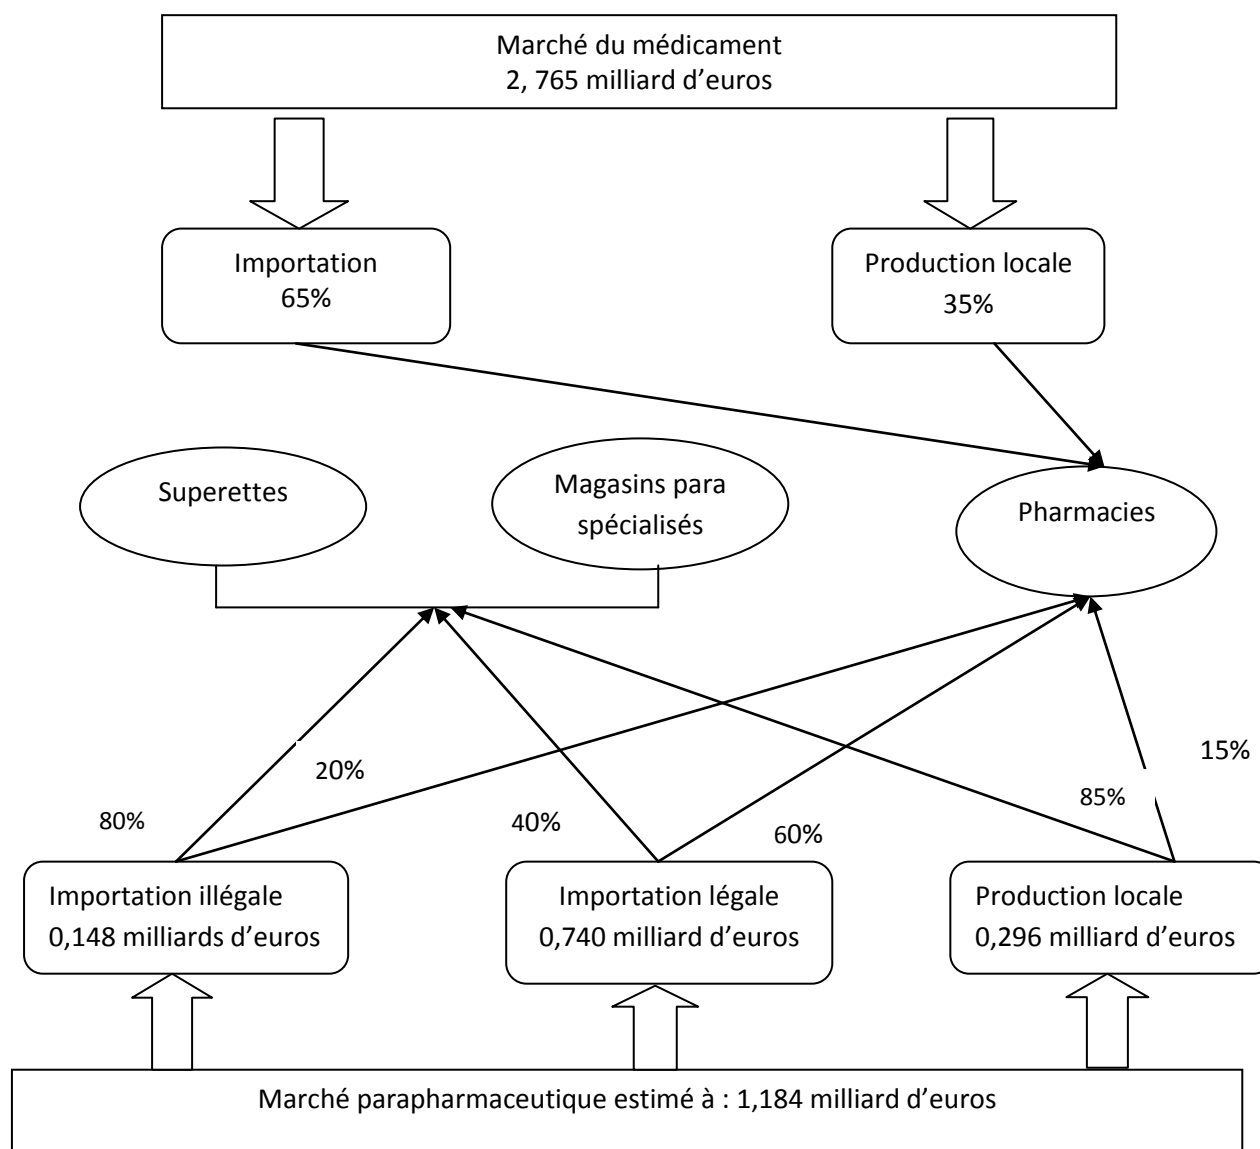 Marché du médicament
2, 765 milliard d’euros
Importation
65%
Production locale
35%
Superettes
Magasins para
spécialisés
Pharmacies
80%
20%
40%
60%
85%
15%
Importation illégale
0,148 milliards d’euros
Importation légale
0,740 milliard d’euros
Production locale
0,296 milliard d’euros
Marché parapharmaceutique estimé à : 1,184 milliard d’euros